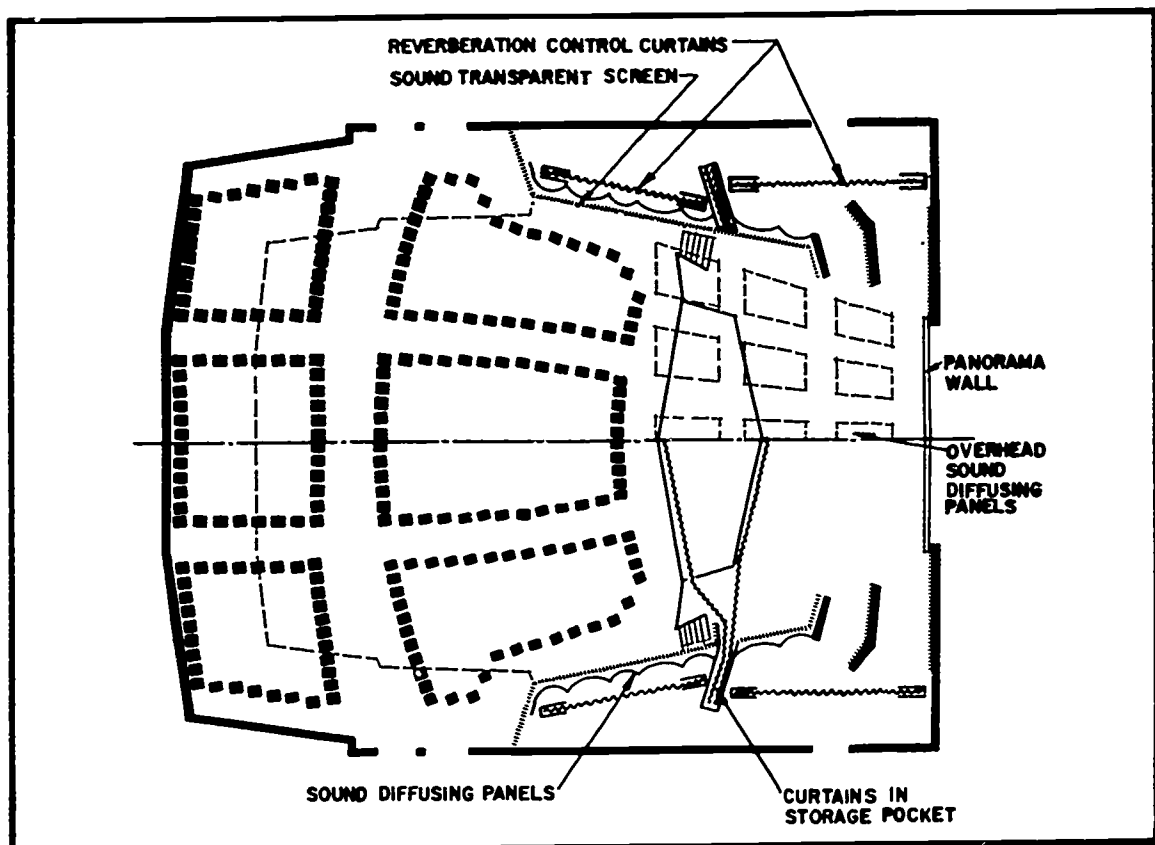 REVERBERATION CONTROL CURTAINS
SOUND TRANSPARENT SCREEN
PANORAMA
WALL
OVERHEAD
SOUND
DIFFUSING
PANELS
SOUND DIFFUSING PANELS
CURTAINS IN
STORAGE POCKET